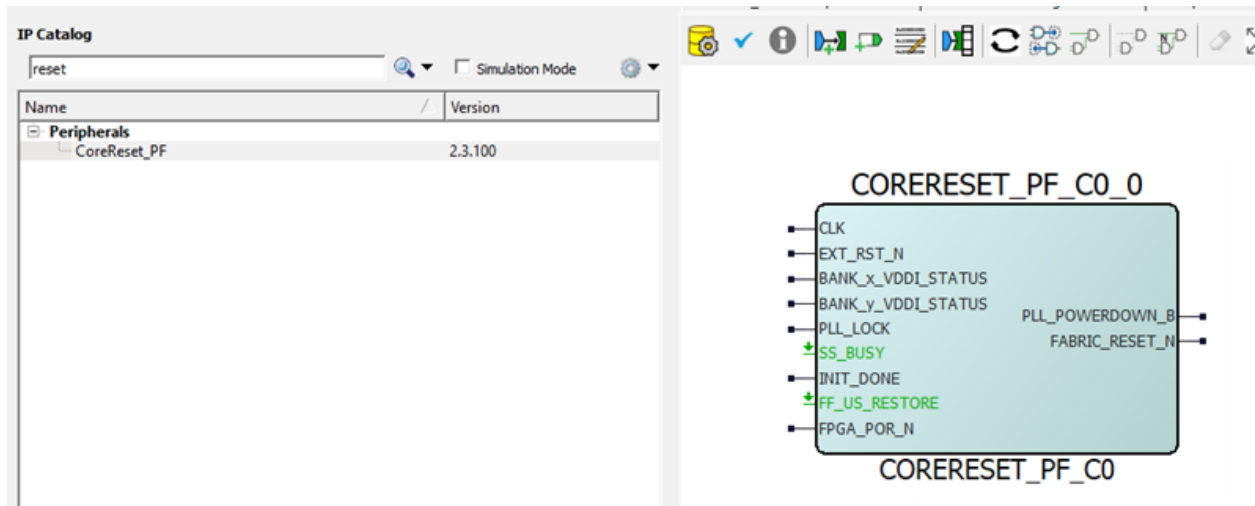 IP Catalog
reset
Simulation Mode
Name
Version
Peripherals
CoreReset_PF
2.3.100
CORERESET_PF_C0_0
CLK
EXT_RST_N
BANK_x_VDDI_STATUS
BANK_y_VDDI_STATUS
PLL_LOCK
SS_BUSY
INIT_DONE
FF_US_RESTORE
FPGA_POR_N
PLL_POWERDOWN_B
FABRIC_RESET_N
CORERESET_PF_C0